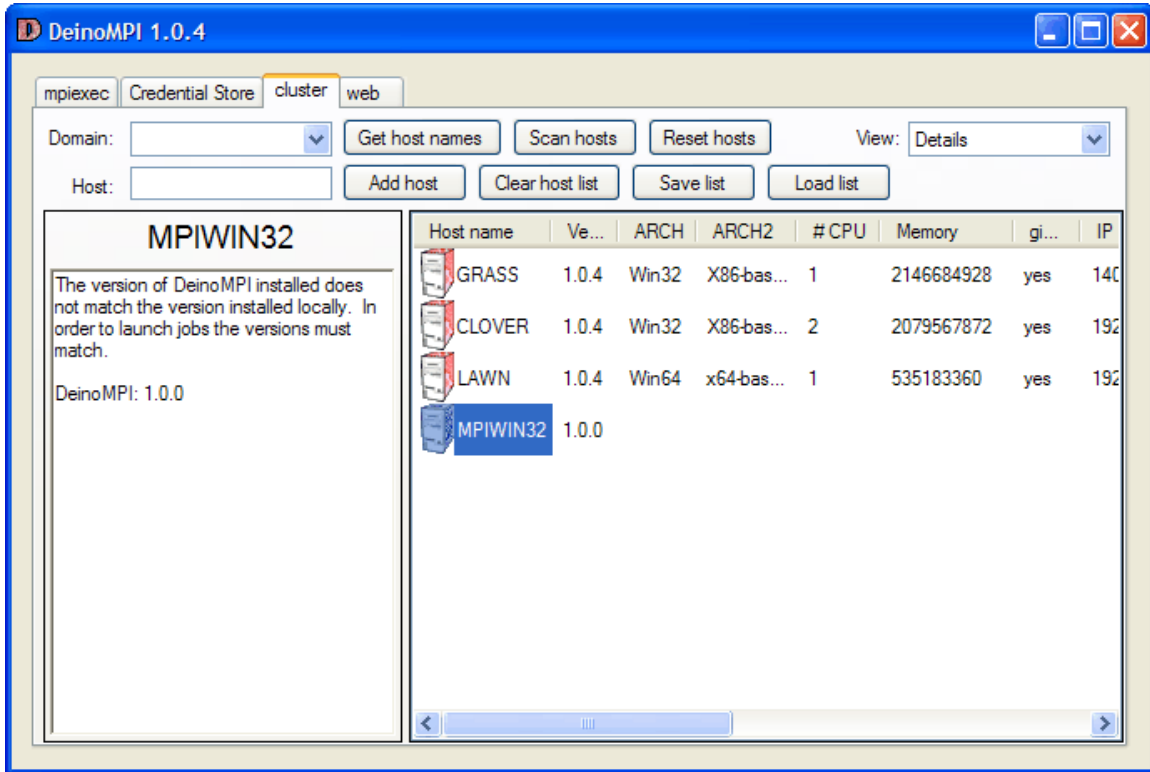 DeinoMPI 1.0.4
mpiexec Credential Store cluster web
Domain: Get host names Scan hosts Reset hosts View: Details
Host: Add host Clear host list Save list Load list
MPIWIN32
The version of DeinoMPI installed does
not match the version installed locally. In
order to launch jobs the versions must
match.
DeinoMPI: 1.0.0
Host name Ve... ARCH ARCH2 # CPU Memory gi... IP
GRASS 1.0.4 Win32 X86-bas... 1 2146684928 yes 140
CLOVER 1.0.4 Win32 X86-bas... 2 2079567872 yes 192
LAWN 1.0.4 Win64 x64-bas... 1 535183360 yes 192
MPIWIN32 1.0.0